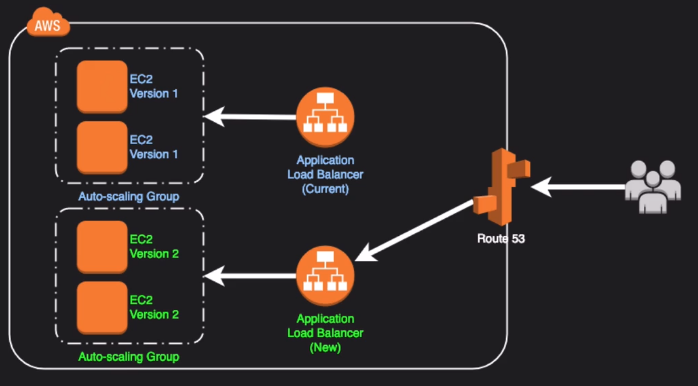 AWS
EC2
Version 1
EC2
Version 1
Auto-scaling Group
Application
Load Balancer
(Current)
EC2
Version 2
EC2
Version 2
Auto-scaling Group
Application
Load Balancer
(New)
Route 53